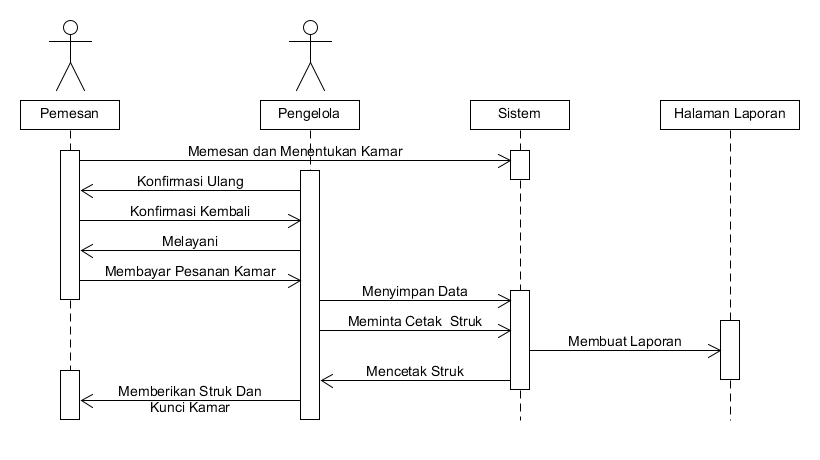 Pemesan
Pengelola
Sistem
Halaman Laporan
Memesan dan Menentukan Kamar
Konfirmasi Ulang
Konfirmasi Kembali
Melayani
Membayar Pesanan Kamar
Menyimpan Data
Meminta Cetak  Struk
Membuat Laporan
Mencetak Struk
Memberikan Struk Dan
Kunci Kamar